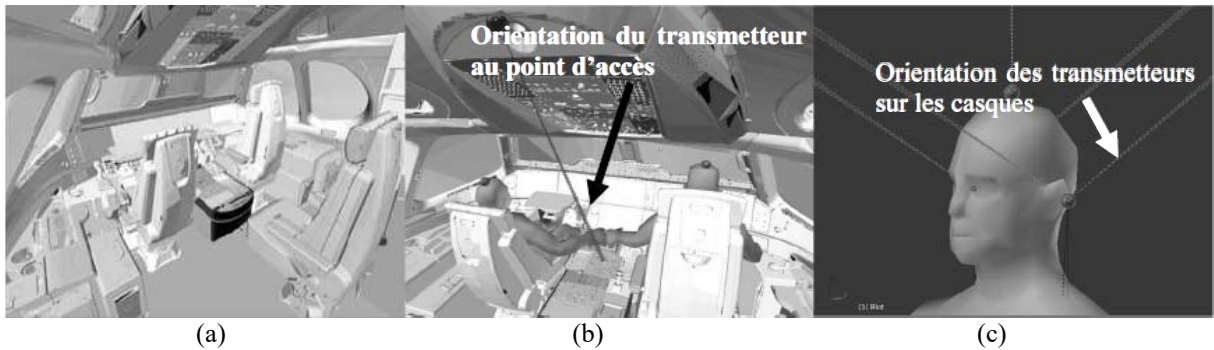 Orientation du transmetteur
au point d'accès
Orientation des transmetteurs
sur les casques
(a)
(b)
(c)